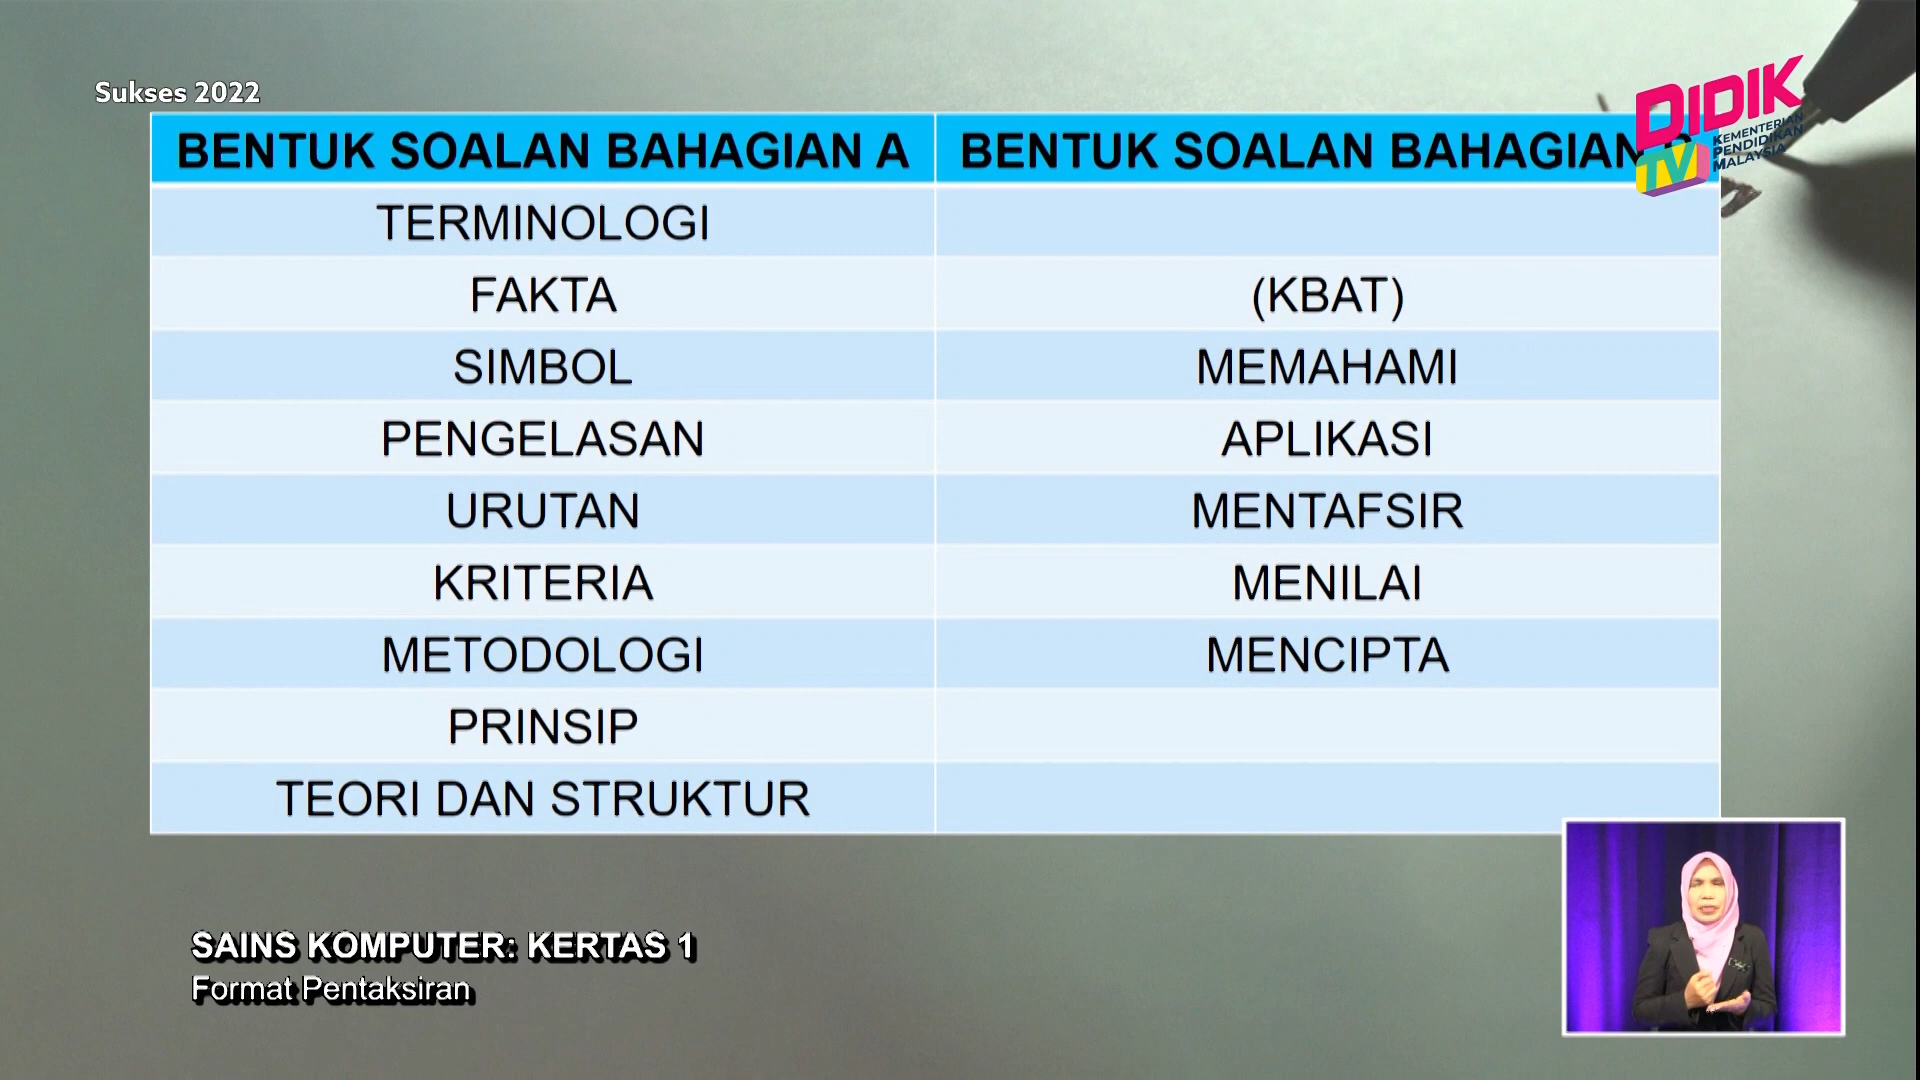 Sukses 2022
DIDIK
TV
KEMENTERIAN
PENDIDIKAN
MALAYSIA
BENTUK SOALAN BAHAGIAN A BENTUK SOALAN BAHAGIAN
TERMINOLOGI
FAKTA (KBAT)
SIMBOL MEMAHAMI
PENGELASAN APLIKASI
URUTAN MENTAFSIR
KRITERIA MENILAI
METODOLOGI MENCIPTA
PRINSIP
TEORI DAN STRUKTUR
SAINS KOMPUTER: KERTAS 1
Format Pentaksiran